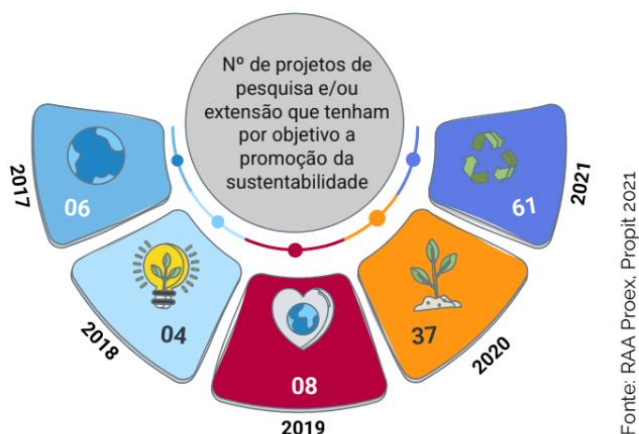 Nº de projetos de
pesquisa e/ou
extensão que tenham
por objetivo a
promoção da
sustentabilidade
06
2017
04
2018
08
2019
37
2020
61
2021
Fonte: RAA Proex, Propit 2021